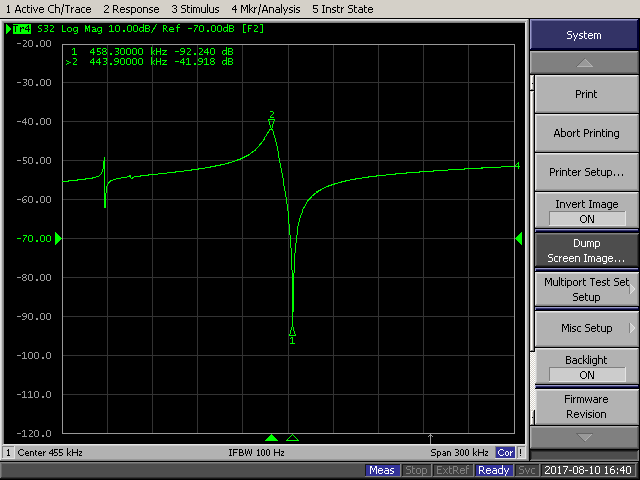 1 Active Ch/Trace 2 Response 3 Stimulus 4 Mkr/Analysis 5 Instr State
Tr4 S32 Log Mag 10.00dB/ Ref -70.00dB [F2]
1 458.30000 kHz -92.240 dB
>2 443.90000 kHz -41.918 dB
-20.00
-30.00
-40.00
-50.00
-60.00
-70.00
-80.00
-90.00
-100.0
-110.0
-120.0
2
4
1
1 Center 455 kHz IFBW 100 Hz Span 300 kHz Cor !
Meas Stop ExtRef Ready Svc 2017-08-10 16:40
System
Print
Abort Printing
Printer Setup...
Invert Image
ON
Dump
Screen Image...
Multiport Test Set
Setup
Misc Setup
Backlight
ON
Firmware
Revision